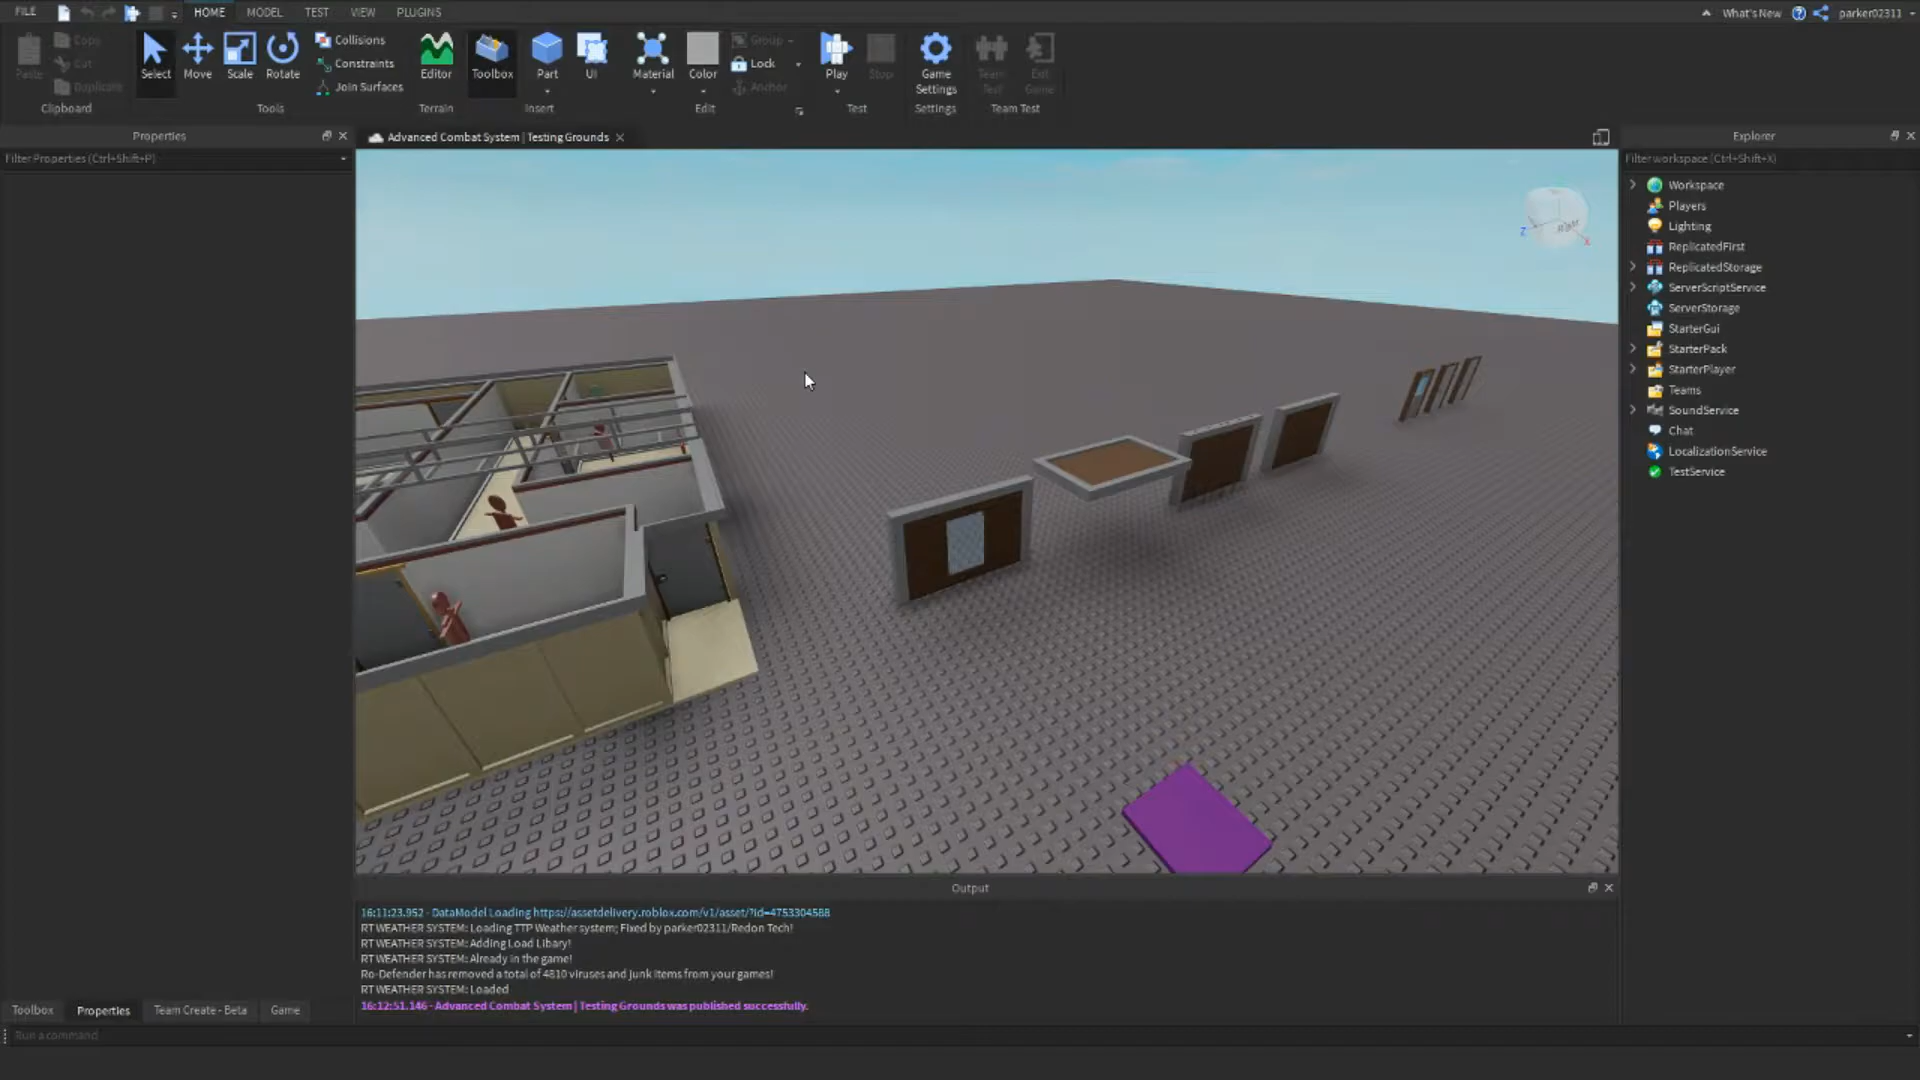 FILE
HOME
MODEL
TEST
VIEW
PLUGINS
What's New
parker02311
Paste
Copy
Cut
Duplicate
Clipboard
Select
Move
Scale
Rotate
Collisions
Constraints
Join Surfaces
Tools
Editor
Terrain
Toolbox
Part
UI
Insert
Material
Color
Group
Lock
Anchor
Edit
Play
Stop
Test
Game Settings
Settings
Team Test
Exit Game
Team Test
Properties
Filter Properties (Ctrl+Shift+P)
Advanced Combat System | Testing Grounds
Z
X
Explorer
Filter workspace (Ctrl+Shift+X)
Workspace
Players
Lighting
ReplicatedFirst
ReplicatedStorage
ServerScriptService
ServerStorage
StarterGui
StarterPack
StarterPlayer
Teams
SoundService
Chat
LocalizationService
TestService
Output
16:11:23.952 - DataModel Loading https://assetdelivery.roblox.com/v1/asset/?id=4753304588
RT WEATHER SYSTEM: Loading TTP Weather system; Fixed by parker02311/Redon Tech!
RT WEATHER SYSTEM: Adding Load Libary!
RT WEATHER SYSTEM: Already in the game!
Ro-Defender has removed a total of 4810 viruses and junk items from your games!
RT WEATHER SYSTEM: Loaded
16:12:51.146 - Advanced Combat System | Testing Grounds was published successfully.
Toolbox
Properties
Team Create - Beta
Game
Run a command